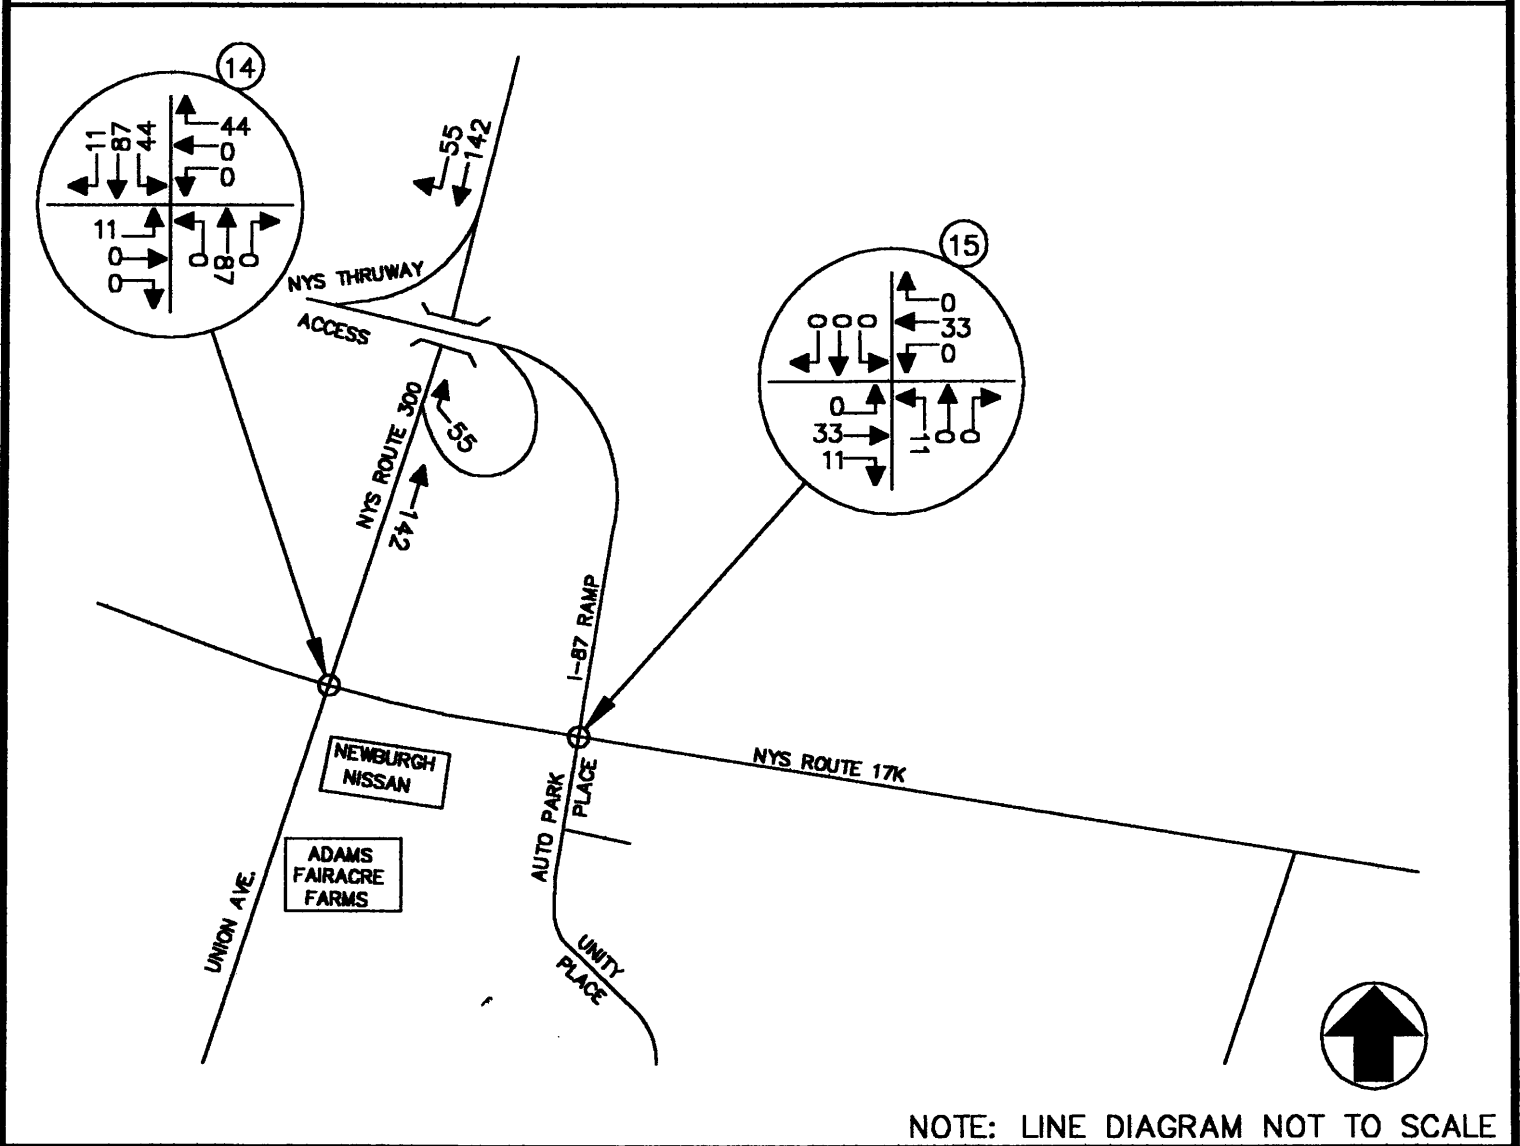 14
11
87
44
44
0
0
11
0
0
0
87
0
55
142
NYS THRUWAY
ACCESS
15
0
0
0
0
33
0
0
33
11
11
0
0
NYS ROUTE 300
55
142
I-87 RAMP
NEWBURGH
NISSAN
NYS ROUTE 17K
AUTO PARK
PLACE
ADAMS
FAIRACRE
FARMS
UNION AVE.
UNITY
PLACE
NOTE: LINE DIAGRAM NOT TO SCALE